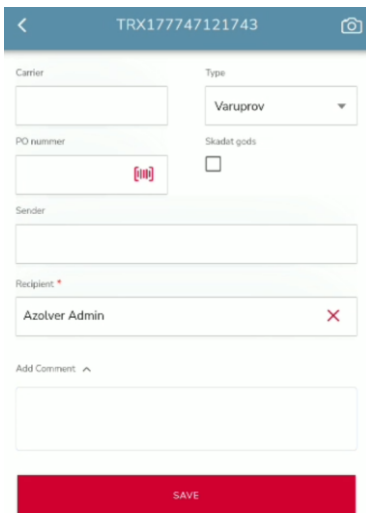 TRX177747121743
Carrier
Type
Varuprov
PO nummer
Skadat gods
Sender
Recipient *
Azolver Admin
Add Comment
SAVE